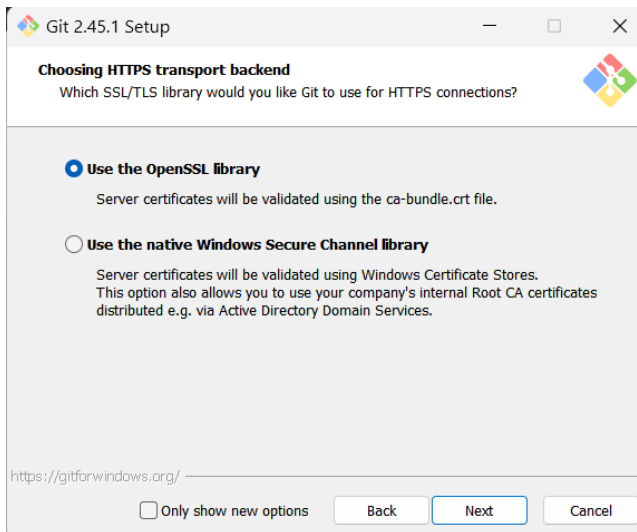 Git 2.45.1 Setup
Choosing HTTPS transport backend
Which SSL/TLS library would you like Git to use for HTTPS connections?
Use the OpenSSL library
Server certificates will be validated using the ca-bundle.crt file.
Use the native Windows Secure Channel library
Server certificates will be validated using Windows Certificate Stores.
This option also allows you to use your company's internal Root CA certificates
distributed e.g. via Active Directory Domain Services.
https://gitforwindows.org/
Only show new options Back Next Cancel